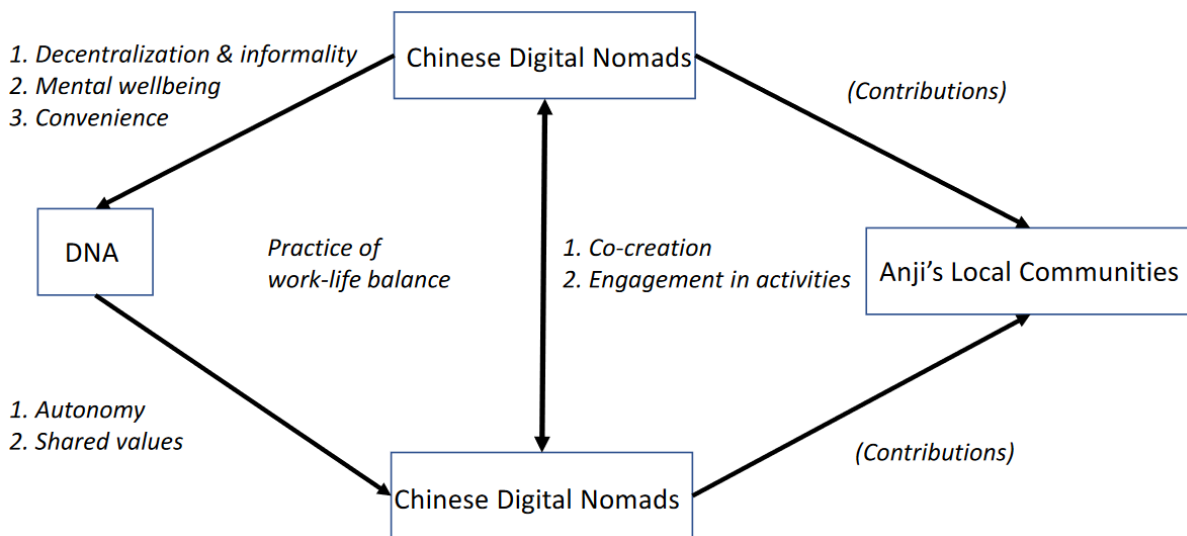 Chinese Digital Nomads
1. Decentralization & informality
2. Mental wellbeing
3. Convenience
(Contributions)
DNA
Practice of
work-life balance
1. Co-creation
2. Engagement in activities
Anji's Local Communities
1. Autonomy
2. Shared values
(Contributions)
Chinese Digital Nomads